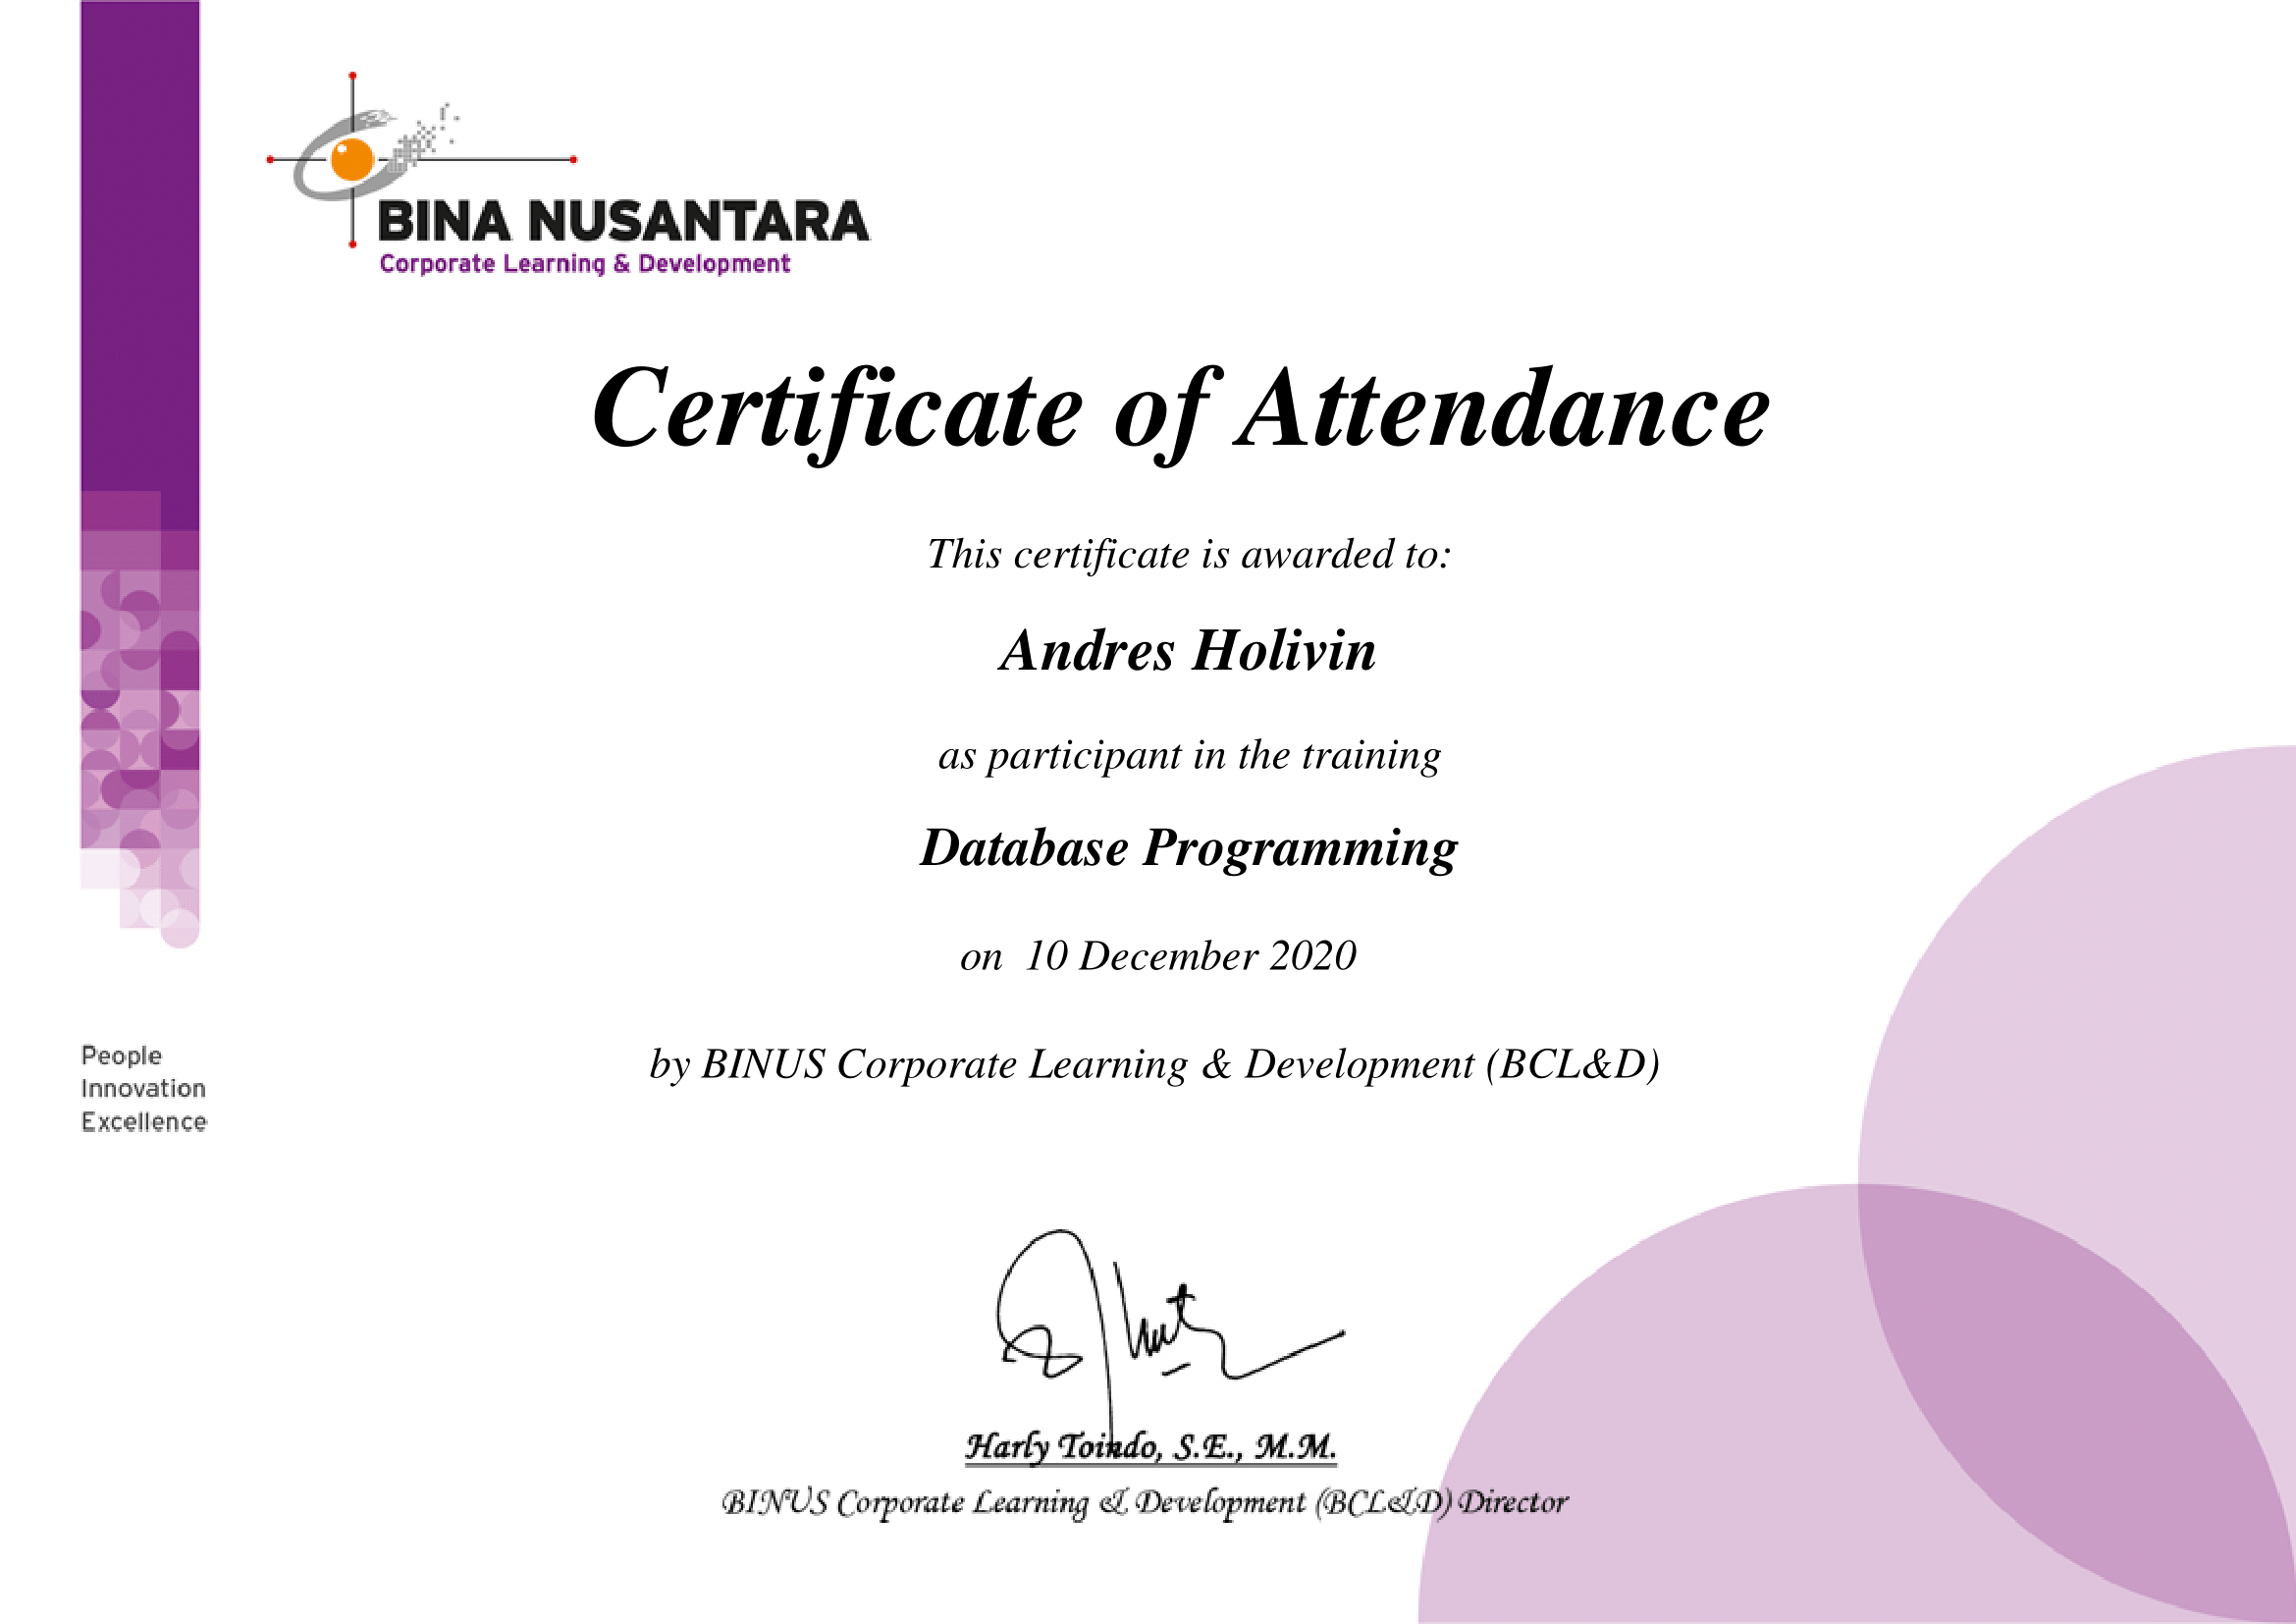 BINA NUSANTARA
Corporate Learning & Development
Certificate of Attendance
This certificate is awarded to:
Andres Holivin
as participant in the training
Database Programming
on 10 December 2020
by BINUS Corporate Learning & Development (BCL&D)
People
Innovation
Excellence
Harly Toindo, S.E., M.M.
BINUS Corporate Learning & Development (BCL&D) Director